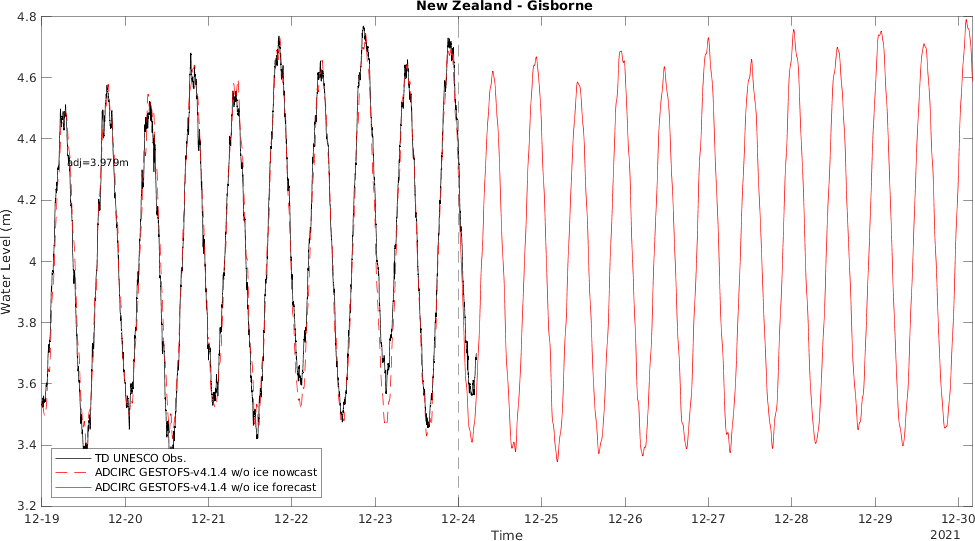 New Zealand - Gisborne
4.8
4.6
4.4
adj=3.979m
4.2
4
3.8
3.6
3.4
3.2
Water Level (m)
TD UNESCO Obs.
ADCIRC GESTOFS-v4.1.4 w/o ice nowcast
ADCIRC GESTOFS-v4.1.4 w/o ice forecast
12-19 12-20 12-21 12-22 12-23 12-24 12-25 12-26 12-27 12-28 12-29 12-30
Time
2021